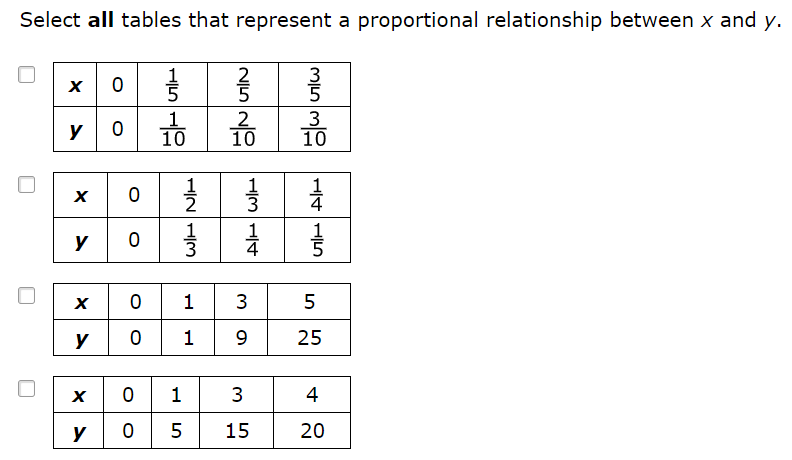 Select all tables that represent a proportional relationship between x and y.
x 0 1/5 2/5 3/5
y 0 1/10 2/10 3/10
x 0 1/2 1/3 1/4
y 0 1/3 1/4 1/5
x 0 1 3 5
y 0 1 9 25
x 0 1 3 4
y 0 5 15 20